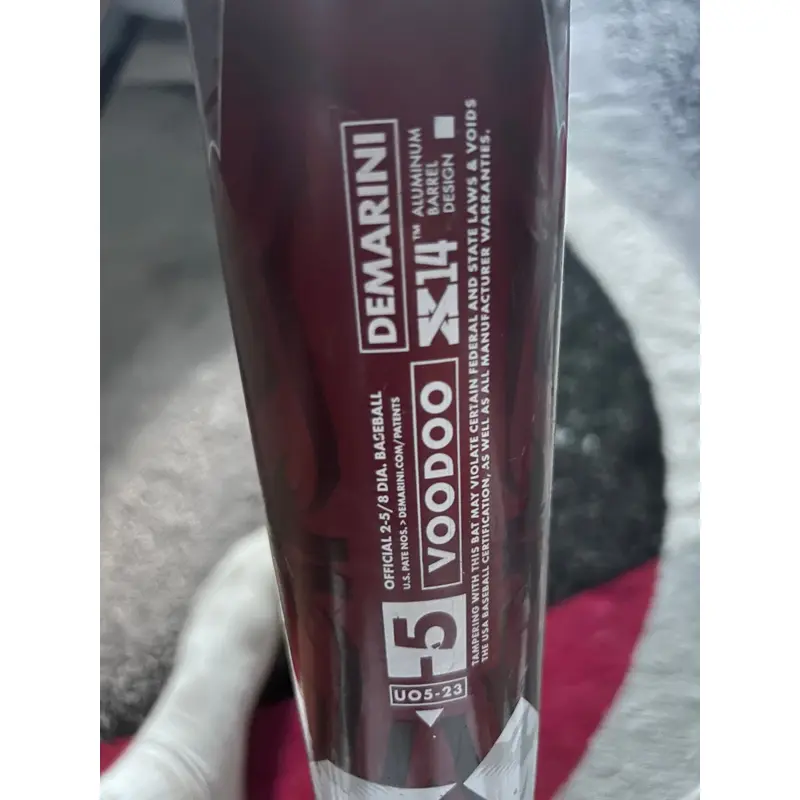 DEMARINI
X14™ ALUMINUM
BARREL
DESIGN
OFFICIAL 2-5/8 DIA. BASEBALL
U.S. PATE NOS. > DEMARINI.COM/PATENTS
VOODOO
-5
UO5-23
TAMPERING WITH THIS BAT MAY VIOLATE CERTAIN FEDERAL AND STATE LAWS & VOIDS
THE USA BASEBALL CERTIFICATION, AS WELL AS ALL MANUFACTURER WARRANTIES.